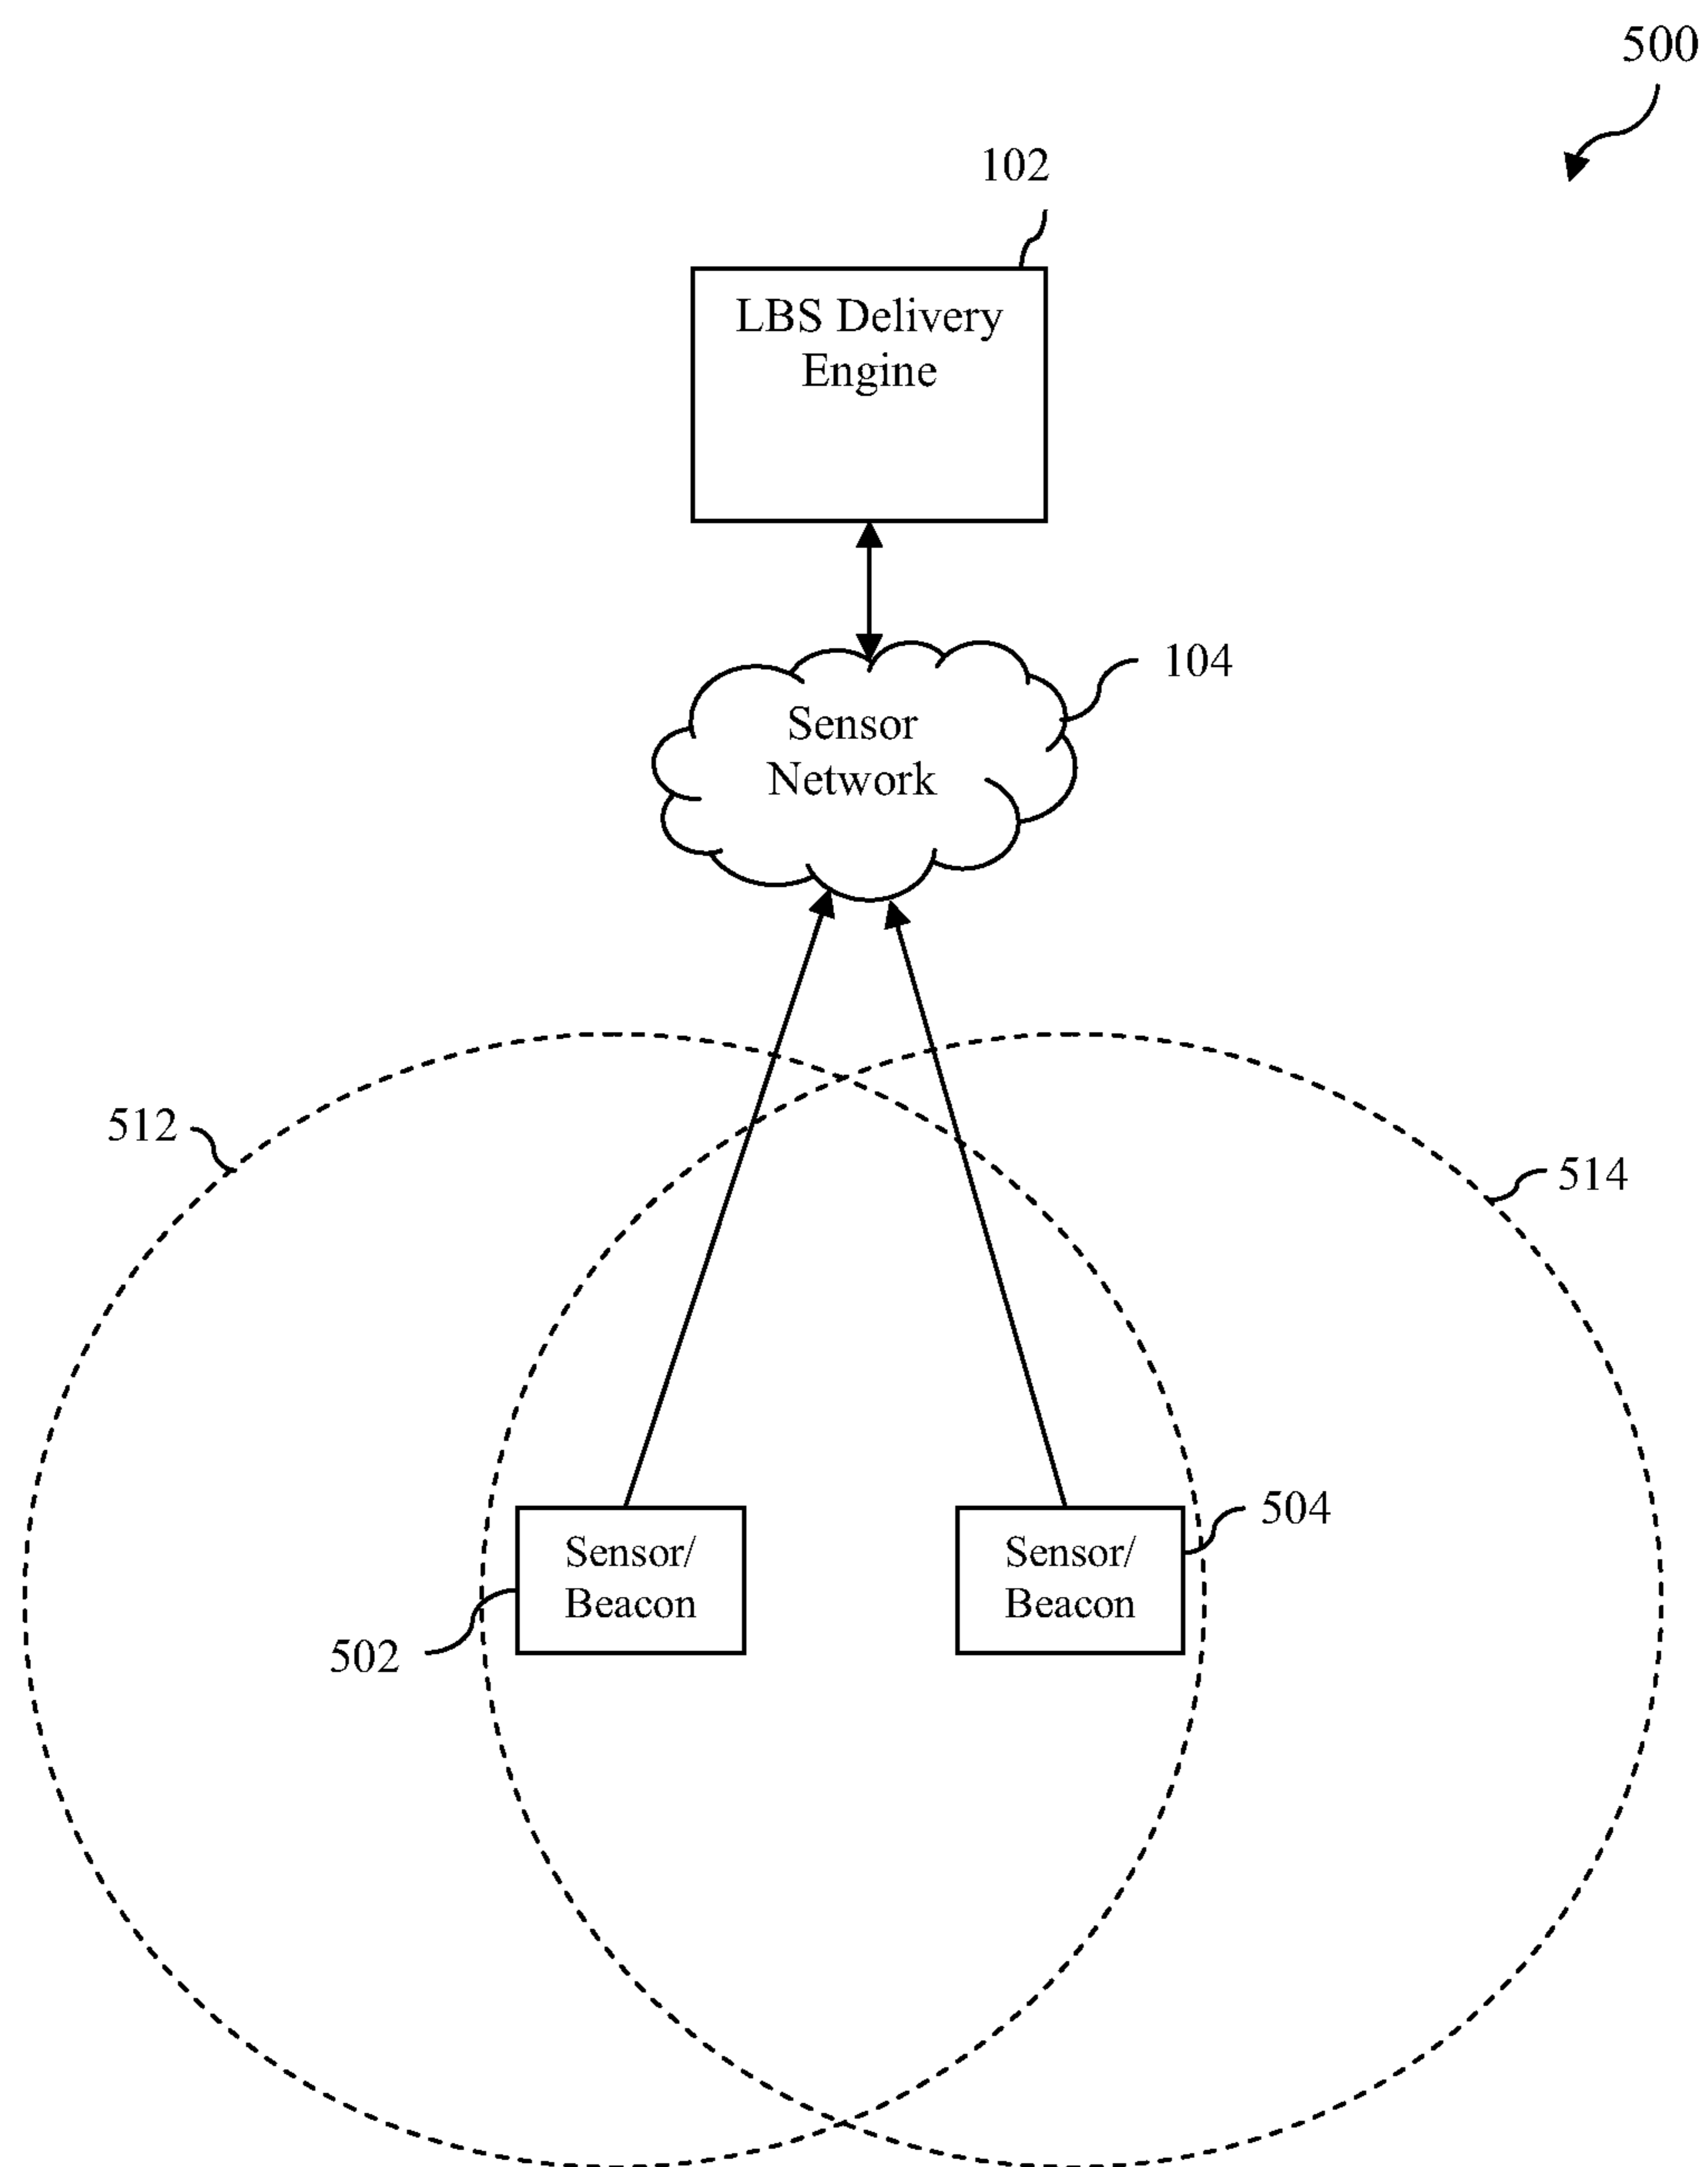 500
102
LBS Delivery
Engine
104
Sensor
Network
512
514
504
Sensor/
Beacon
Sensor/
Beacon
502